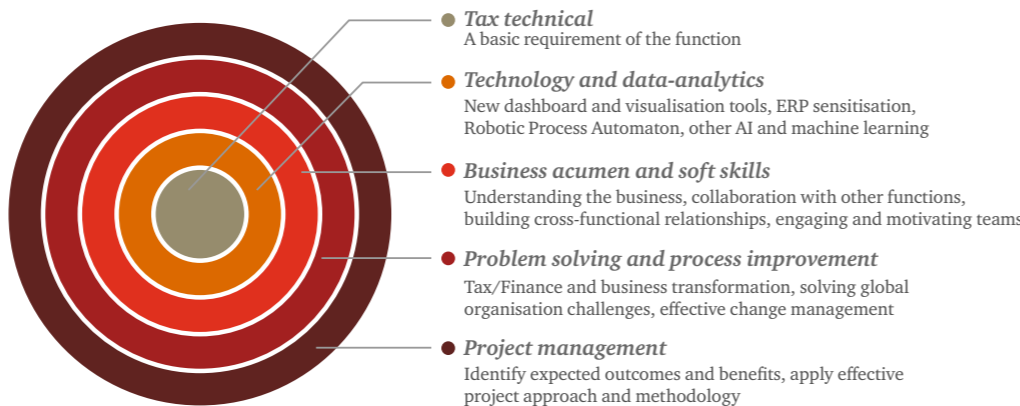 Tax technical
A basic requirement of the function
Technology and data-analytics
New dashboard and visualisation tools, ERP sensitisation,
Robotic Process Automaton, other AI and machine learning
Business acumen and soft skills
Understanding the business, collaboration with other functions,
building cross-functional relationships, engaging and motivating teams
Problem solving and process improvement
Tax/Finance and business transformation, solving global
organisation challenges, effective change management
Project management
Identify expected outcomes and benefits, apply effective
project approach and methodology